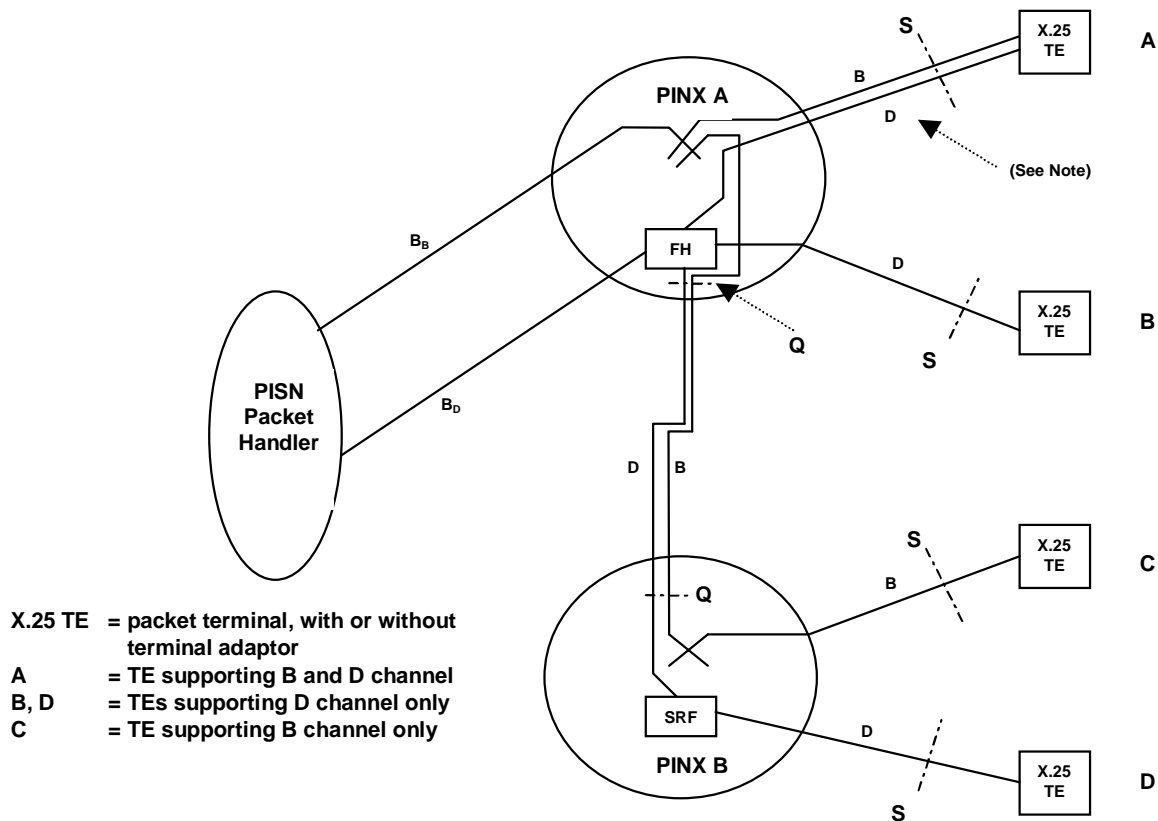 S
X.25
TE
A
B
PINX A
D
(See Note)
B_B
FH
D
X.25
TE
B
S
Q
PISN
Packet
Handler
B_D
D
B
S
X.25
TE
C
B
Q
X.25 TE = packet terminal, with or without
terminal adaptor
A = TE supporting B and D channel
B, D = TEs supporting D channel only
C = TE supporting B channel only
SRF
D
PINX B
X.25
TE
D
S